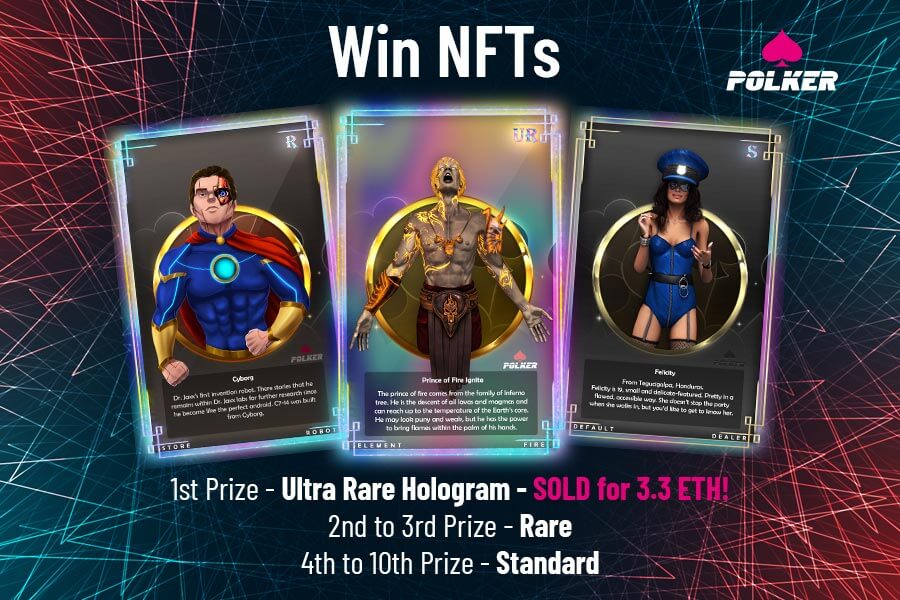 Win NFTs
POLKER
R
Cyborg
Dr. Jaxx's first invention robot. There stories that he
remains within Dr. Jaxx labs for further research since
he become like the perfect android. C7-14 was built
from Cyborg.
STORE
ROBOT
POLKER
UR
Prince of Fire Ignite
The prince of fire comes from the family of Inferno
tree. He is the descent of all lavas and magmas and
can reach up to the temperature of the Earth's core.
He may look puny and weak, but he has the power
to bring flames within the palm of his hands.
ELEMENT
FIRE
POLKER
S
Felicity
From Tegucigalpa, Honduras.
Felicity is 19, small and delicate-featured. Pretty in a
flawed, accessible way. She doesn't stop the party
when she walks in, but you'd like to get to know her.
DEFAULT
DEALER
POLKER
1st Prize - Ultra Rare Hologram - SOLD for 3.3 ETH!
2nd to 3rd Prize - Rare
4th to 10th Prize - Standard